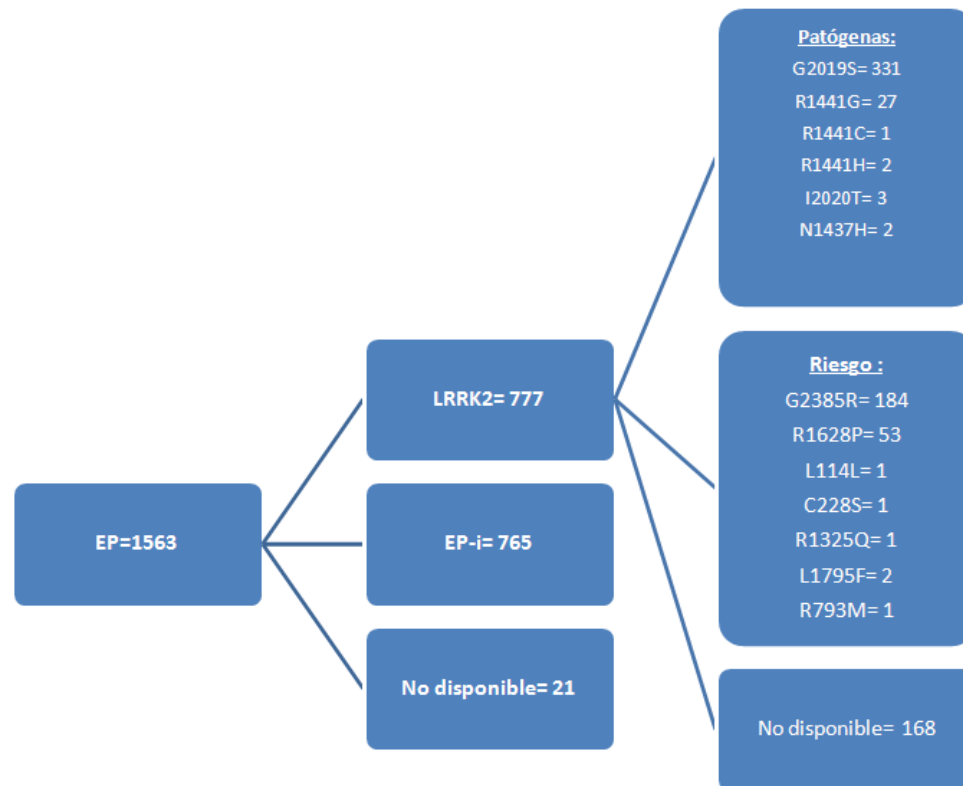 EP=1563
LRRK2= 777
EP-i= 765
No disponible= 21
Patógenas:
G2019S= 331
R1441G= 27
R1441C= 1
R1441H= 2
I2020T= 3
N1437H= 2
Riesgo :
G2385R= 184
R1628P= 53
L114L= 1
C228S= 1
R1325Q= 1
L1795F= 2
R793M= 1
No disponible= 168